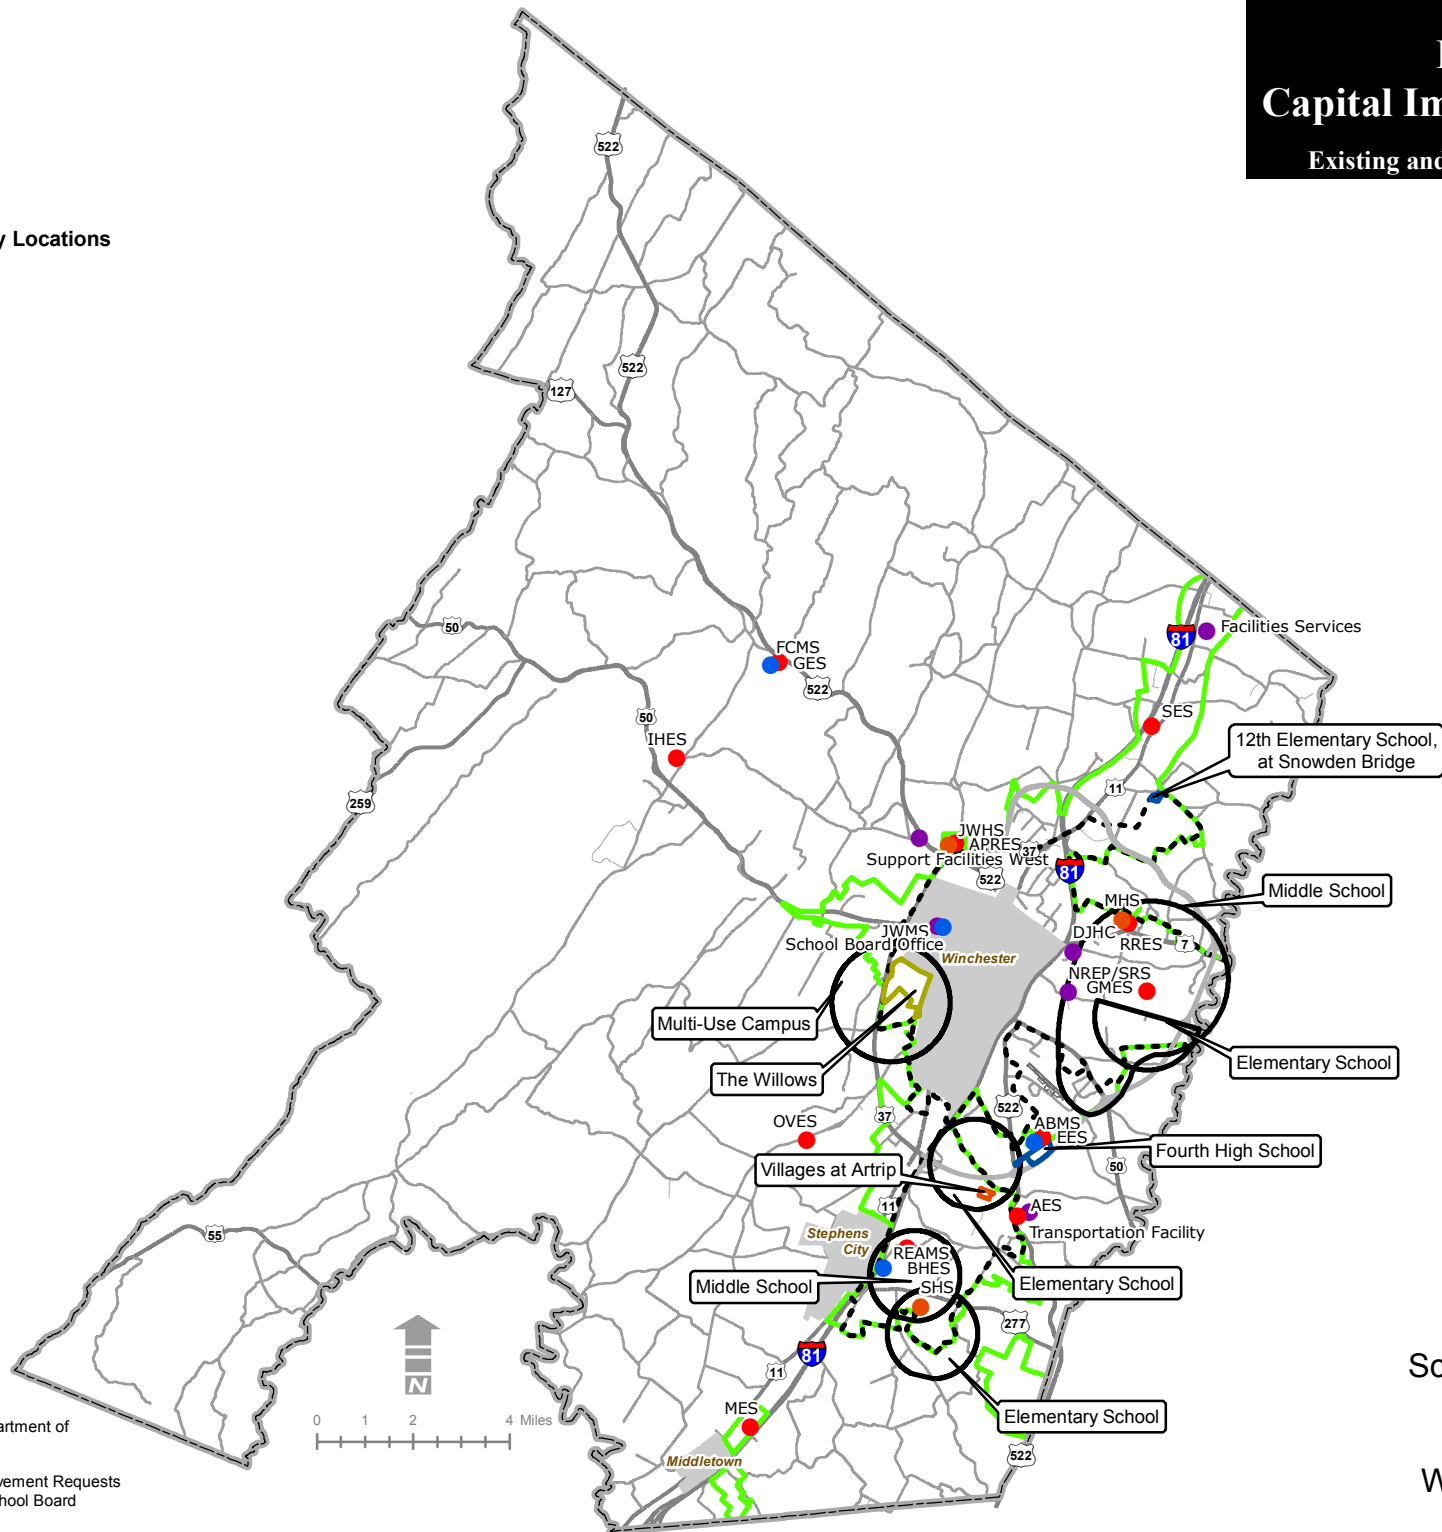 Capital Im
Existing and
y Locations
522
522
127
50
FCMS
GES
522
50
IHES
259
81
Facilities Services
SES
12th Elementary School,
at Snowden Bridge
11
JWHS
APRES
37
Support Facilities West
522
81
Middle School
MHS
DJHC
RRES
7
JWMS
School Board Office
Winchester
NREP/SRS
GMES
Multi-Use Campus
The Willows
Elementary School
OVES
37
522
ABMS
EES
Fourth High School
50
Villages at Artrip
11
AES
Transportation Facility
55
Stephens
City
REAMS
BHES
Middle School
SHS
Elementary School
277
81
11
N
0 1 2 4 Miles
MES
Elementary School
Middletown
522
Sc
artment of
vement Requests
chool Board
W